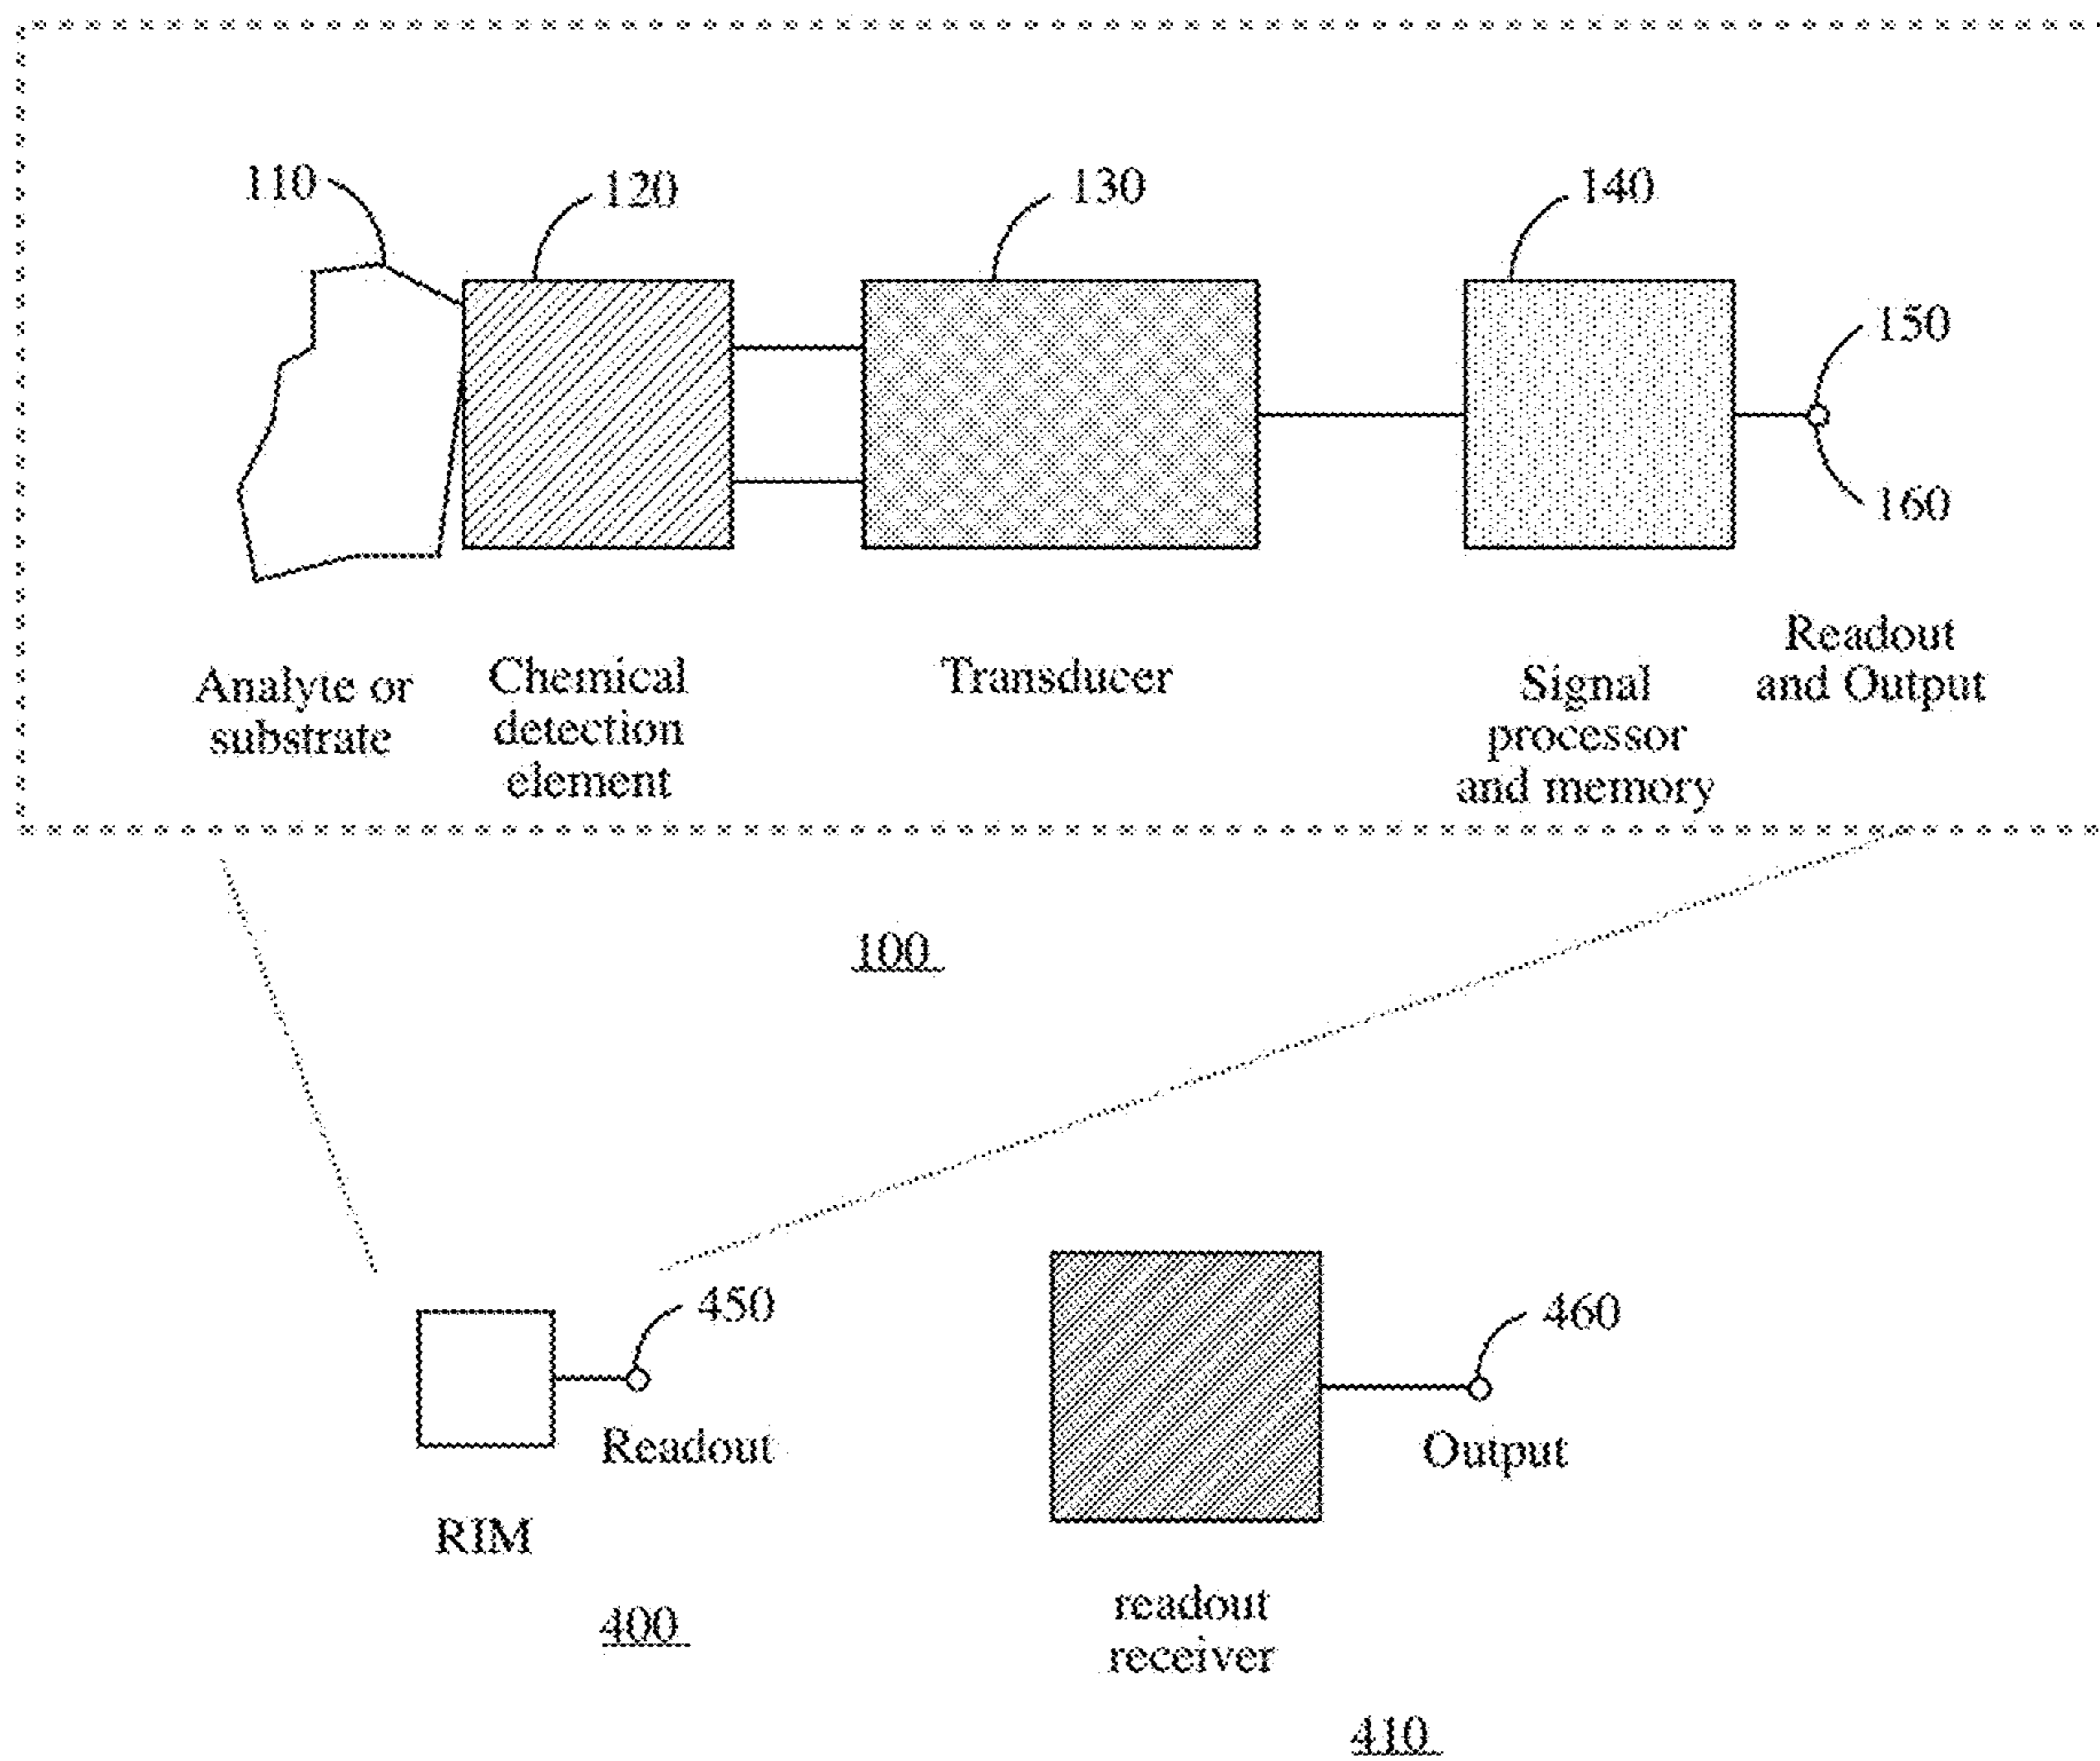 110
120
130
140
150
160
Analyte or
substrate
Chemical
detection
element
Transducer
Signal
processor
and memory
Readout
and Output
100
450
Readout
RIM
400
460
Output
readout
receiver
410